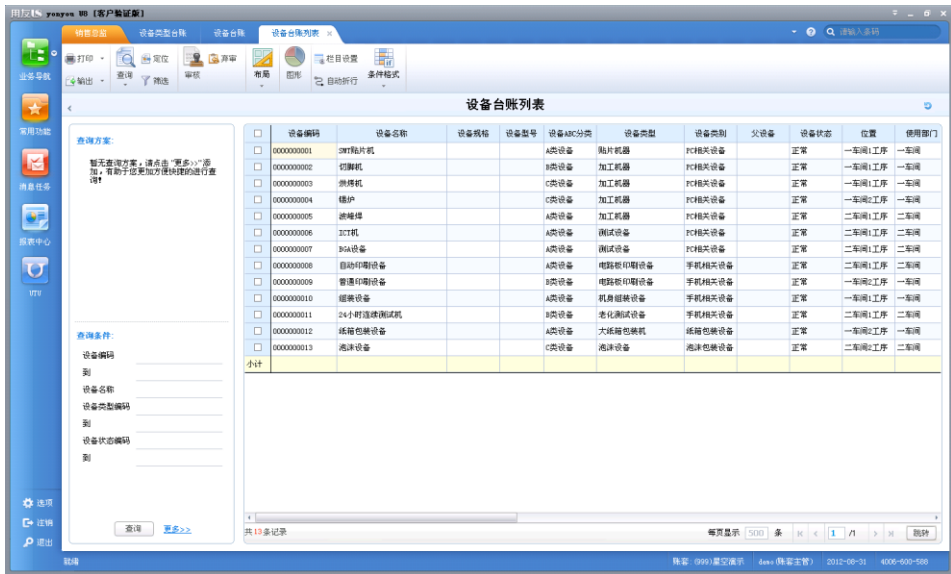 用友U8 yonyou U8 [客户验证版]
销售总监 设备类型台账 设备台账 设备台账列表 请输入条码
打印 查询 定位 审核 弃审 布局 图形 栏目设置 条件格式
输出 筛选 自动折行
业务导航
常用功能
消息任务
报表中心
UTU
选项
注销
退出
设备台账列表
查询方案:
暂无查询方案,请点击“更多>>”添
加,有助于您更加方便快捷的进行查
询!
查询条件:
设备编码
到
设备名称
设备类型编码
到
设备状态编码
到
查询 更多>>
设备编码 设备名称 设备规格 设备型号 设备ABC分类 设备类型 设备类别 父设备 设备状态 位置 使用部门
0000000001 SMT贴片机 A类设备 贴片机器 PC相关设备 正常 一车间1工序 一车间
0000000002 切脚机 B类设备 加工机器 PC相关设备 正常 一车间1工序 一车间
0000000003 烘烤机 C类设备 加工机器 PC相关设备 正常 一车间1工序 一车间
0000000004 锡炉 C类设备 加工机器 PC相关设备 正常 一车间2工序 一车间
0000000005 波峰焊 A类设备 加工机器 PC相关设备 正常 二车间1工序 二车间
0000000006 ICT机 A类设备 测试设备 PC相关设备 正常 二车间1工序 二车间
0000000007 BGA设备 A类设备 测试设备 PC相关设备 正常 二车间1工序 二车间
0000000008 自动印刷设备 A类设备 电路板印刷设备 手机相关设备 正常 二车间1工序 二车间
0000000009 普通印刷设备 B类设备 电路板印刷设备 手机相关设备 正常 一车间2工序 一车间
0000000010 组装设备 A类设备 机身组装设备 手机相关设备 正常 一车间1工序 一车间
0000000011 24小时连续测试机 B类设备 老化测试设备 手机相关设备 正常 二车间1工序 二车间
0000000012 纸箱包装设备 A类设备 大纸箱包装机 纸箱包装设备 正常 一车间2工序 一车间
0000000013 泡沫设备 C类设备 泡沫设备 泡沫包装设备 正常 二车间2工序 二车间
小计
共13条记录 每页显示 500 条 1 /1 跳转
就绪 账套:(999)星空演示 demo(账套主管) 2012-08-31 4006-600-588